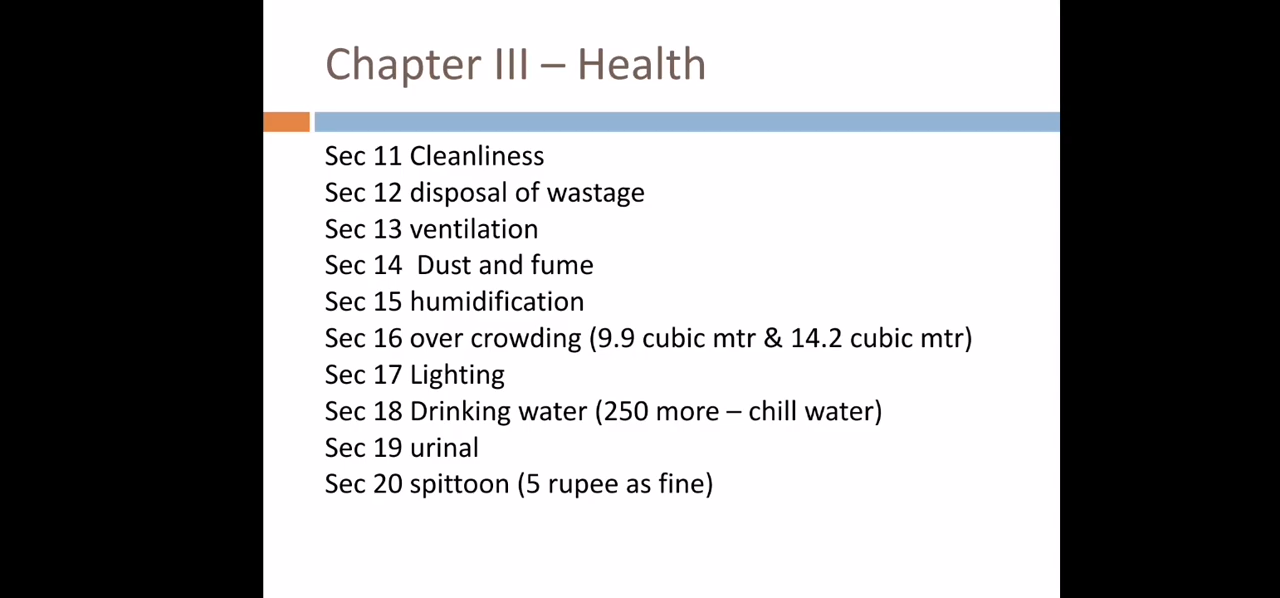 Chapter III – Health
Sec 11 Cleanliness
Sec 12 disposal of wastage
Sec 13 ventilation
Sec 14  Dust and fume
Sec 15 humidification
Sec 16 over crowding (9.9 cubic mtr & 14.2 cubic mtr)
Sec 17 Lighting
Sec 18 Drinking water (250 more – chill water)
Sec 19 urinal
Sec 20 spittoon (5 rupee as fine)